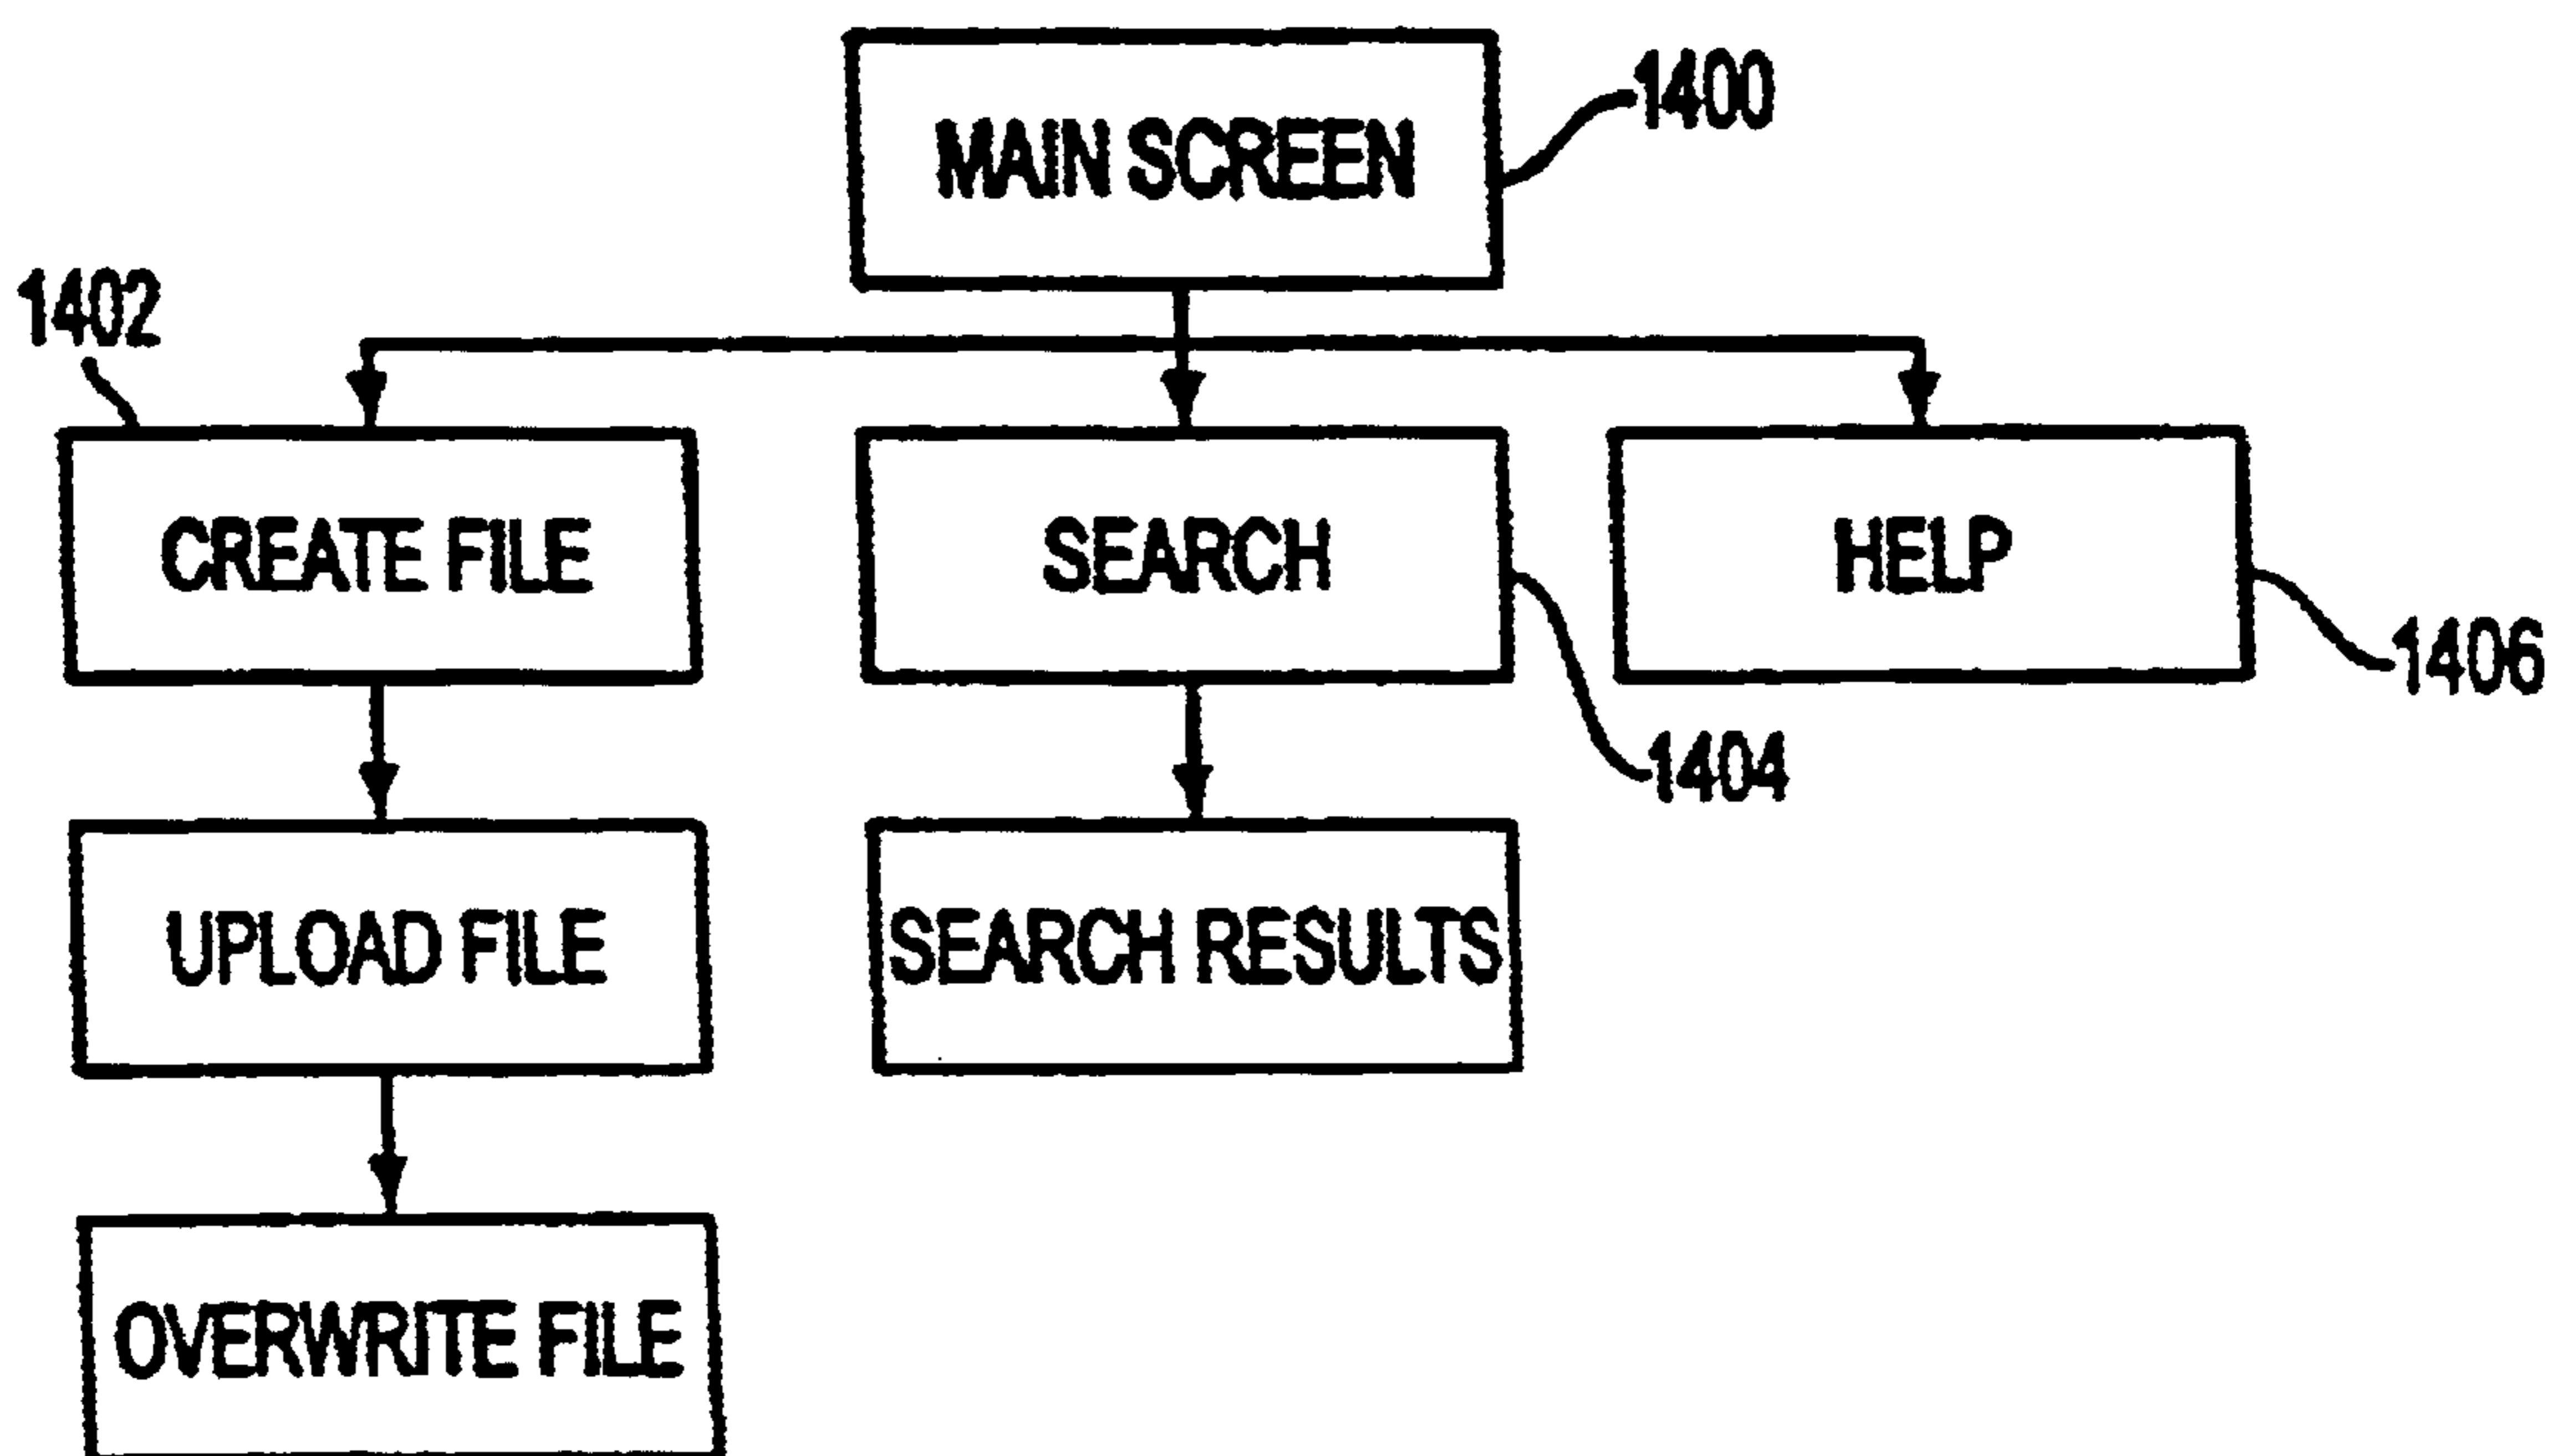 MAIN SCREEN
1400
1402
CREATE FILE
SEARCH
HELP
1406
1404
UPLOAD FILE
SEARCH RESULTS
OVERWRITE FILE